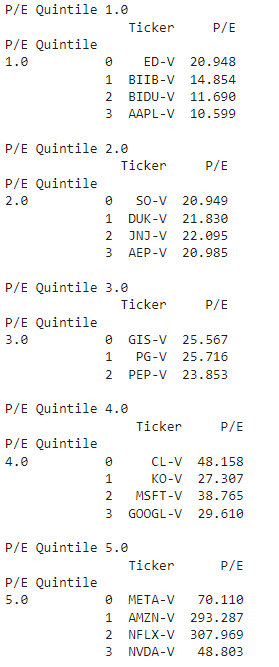 P/E Quintile 1.0
Ticker P/E
P/E Quintile
1.0 0 ED-V 20.948
1 BIIB-V 14.854
2 BIDU-V 11.690
3 AAPL-V 10.599
P/E Quintile 2.0
Ticker P/E
P/E Quintile
2.0 0 SO-V 20.949
1 DUK-V 21.830
2 JNJ-V 22.095
3 AEP-V 20.985
P/E Quintile 3.0
Ticker P/E
P/E Quintile
3.0 0 GIS-V 25.567
1 PG-V 25.716
2 PEP-V 23.853
P/E Quintile 4.0
Ticker P/E
P/E Quintile
4.0 0 CL-V 48.158
1 KO-V 27.307
2 MSFT-V 38.765
3 GOOGL-V 29.610
P/E Quintile 5.0
Ticker P/E
P/E Quintile
5.0 0 META-V 70.110
1 AMZN-V 293.287
2 NFLX-V 307.969
3 NVDA-V 48.803